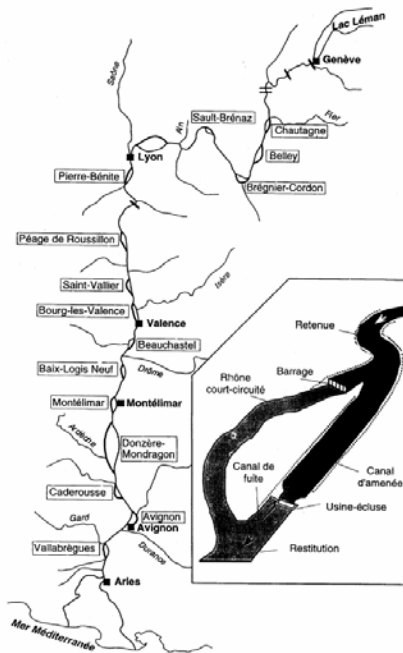 Lac Léman
Genève
Saône
Ain
Sault-Brénaz
Fier
Chautagne
Lyon
Belley
Pierre-Bénite
Brégnier-Cordon
Péage de Roussillon
Isère
Saint-Vallier
Bourg-les-Valence
Valence
Beauchastel
Baix-Logis Neuf
Drôme
Montélimar
Montélimar
Ardèche
Donzère-
Mondragon
Caderousse
Gard
Avignon
Avignon
Vallabrègues
Durance
Arles
Mer Méditerranée
Retenue
Barrage
Rhône
court-circuité
Canal
de fuite
Canal
d'amenée
Usine-écluse
Restitution